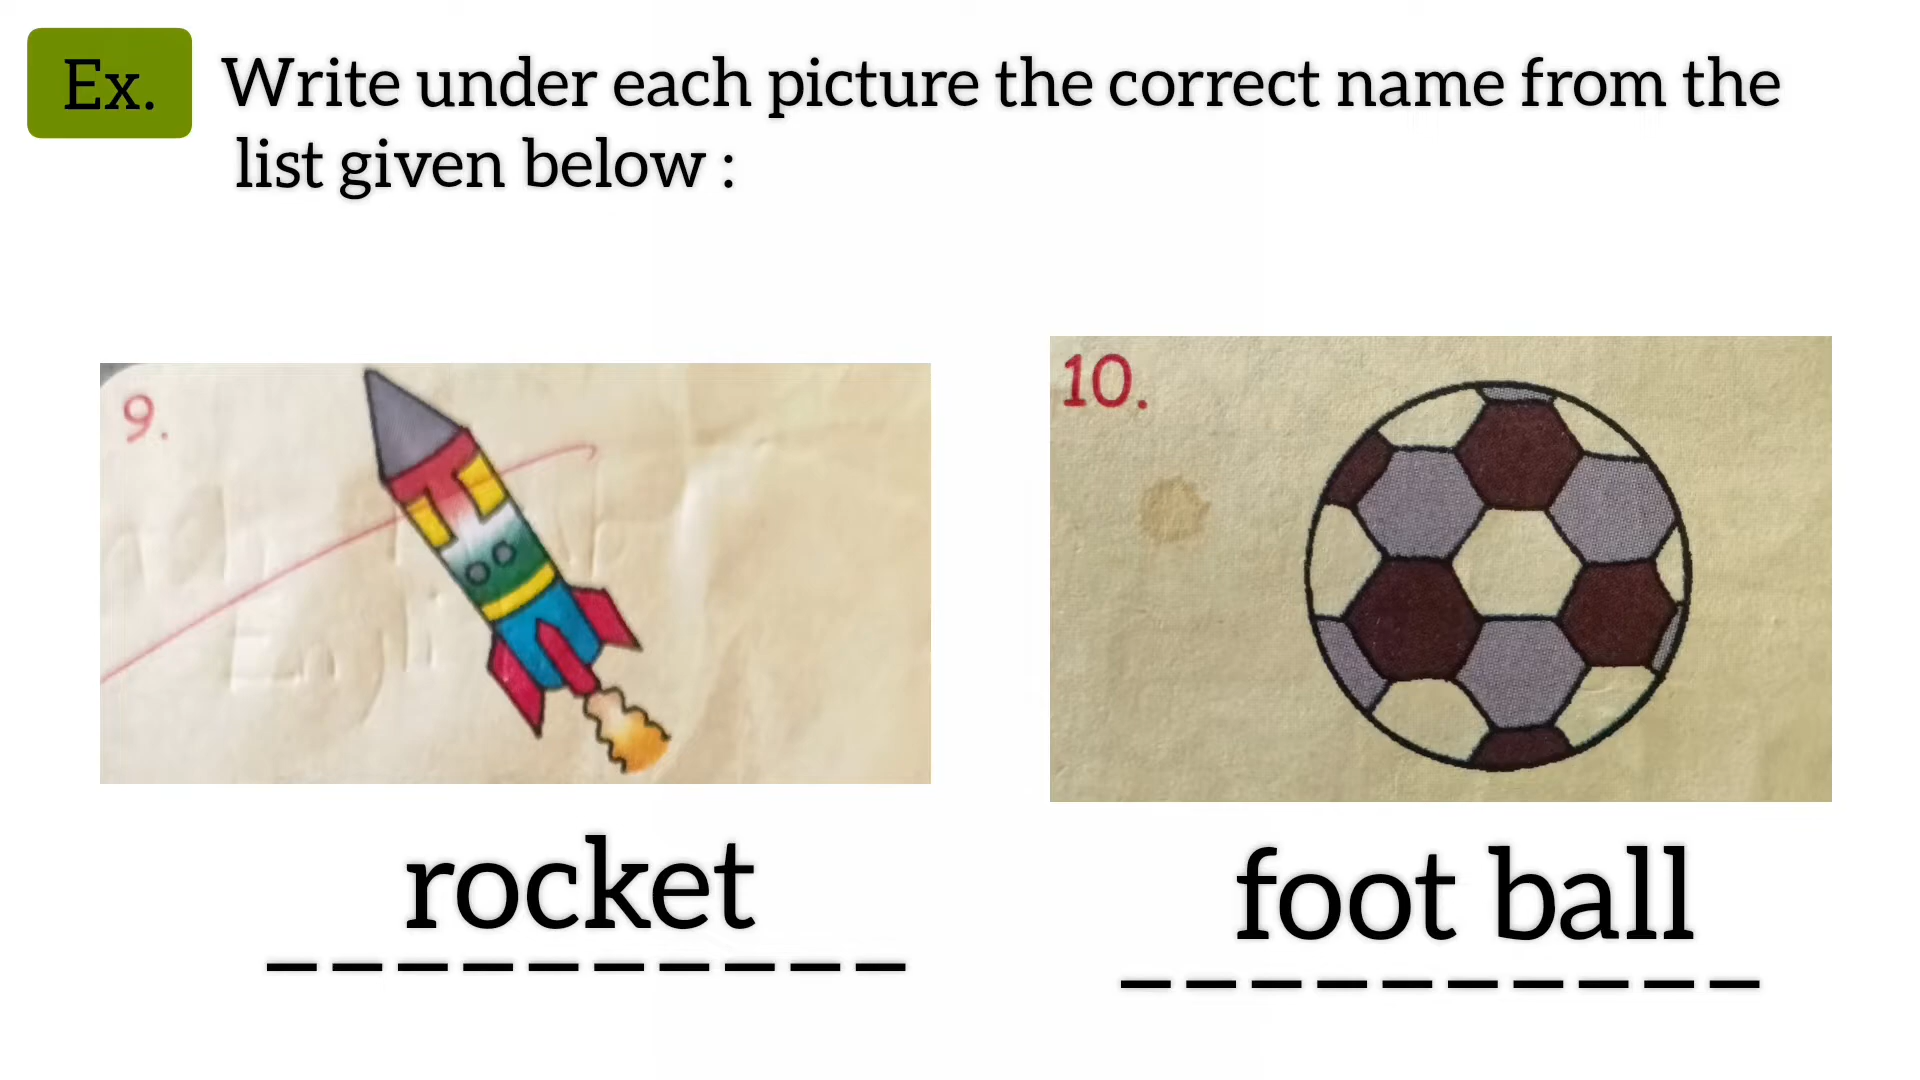 Ex.
Write under each picture the correct name from the
list given below :
9.
10.
rocket
foot ball